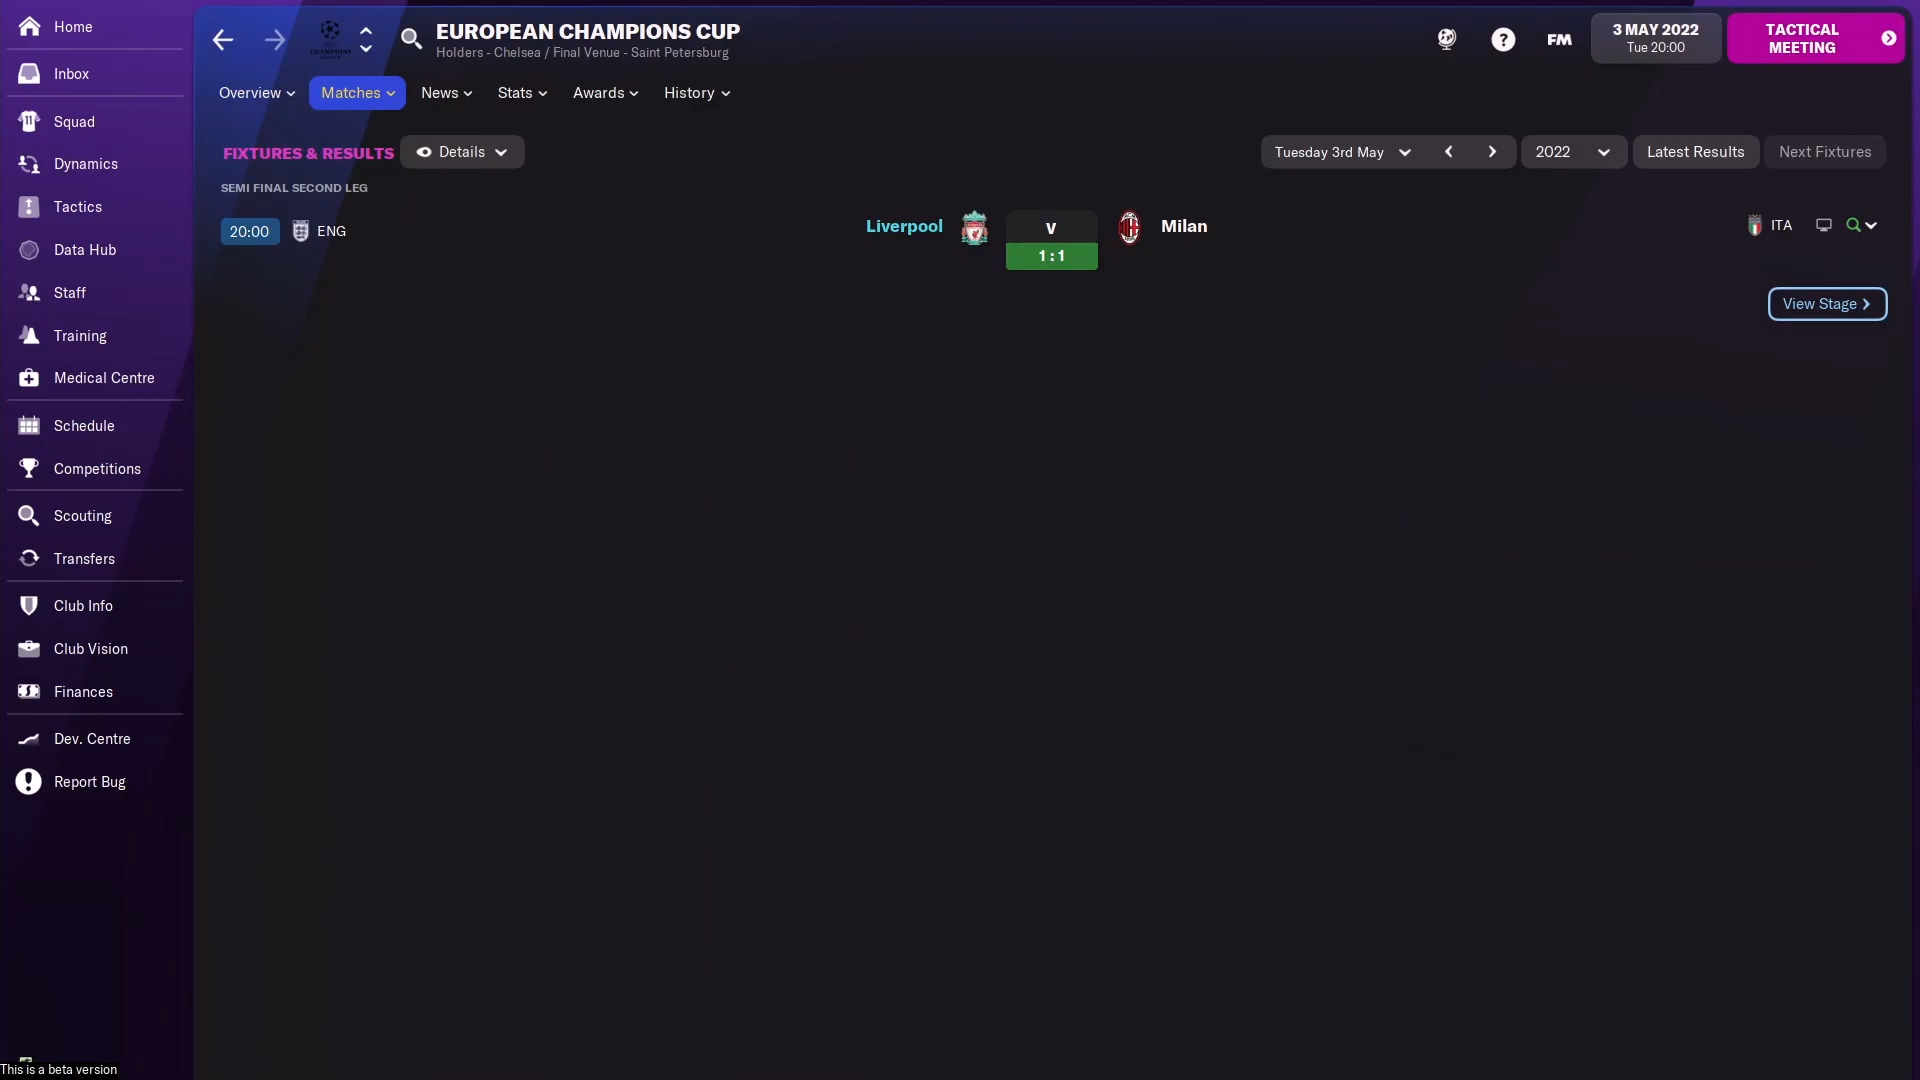 Home
Inbox
Squad
Dynamics
Tactics
Data Hub
Staff
Training
Medical Centre
Schedule
Competitions
Scouting
Transfers
Club Info
Club Vision
Finances
Dev. Centre
Report Bug
This is a beta version
EUROPEAN CHAMPIONS CUP
Holders - Chelsea / Final Venue - Saint Petersburg
FM
3 MAY 2022
Tue 20:00
TACTICAL
MEETING
Overview
Matches
News
Stats
Awards
History
FIXTURES & RESULTS
Details
Tuesday 3rd May
2022
Latest Results
Next Fixtures
SEMI FINAL SECOND LEG
20:00
ENG
Liverpool
v
Milan
ITA
1 : 1
View Stage